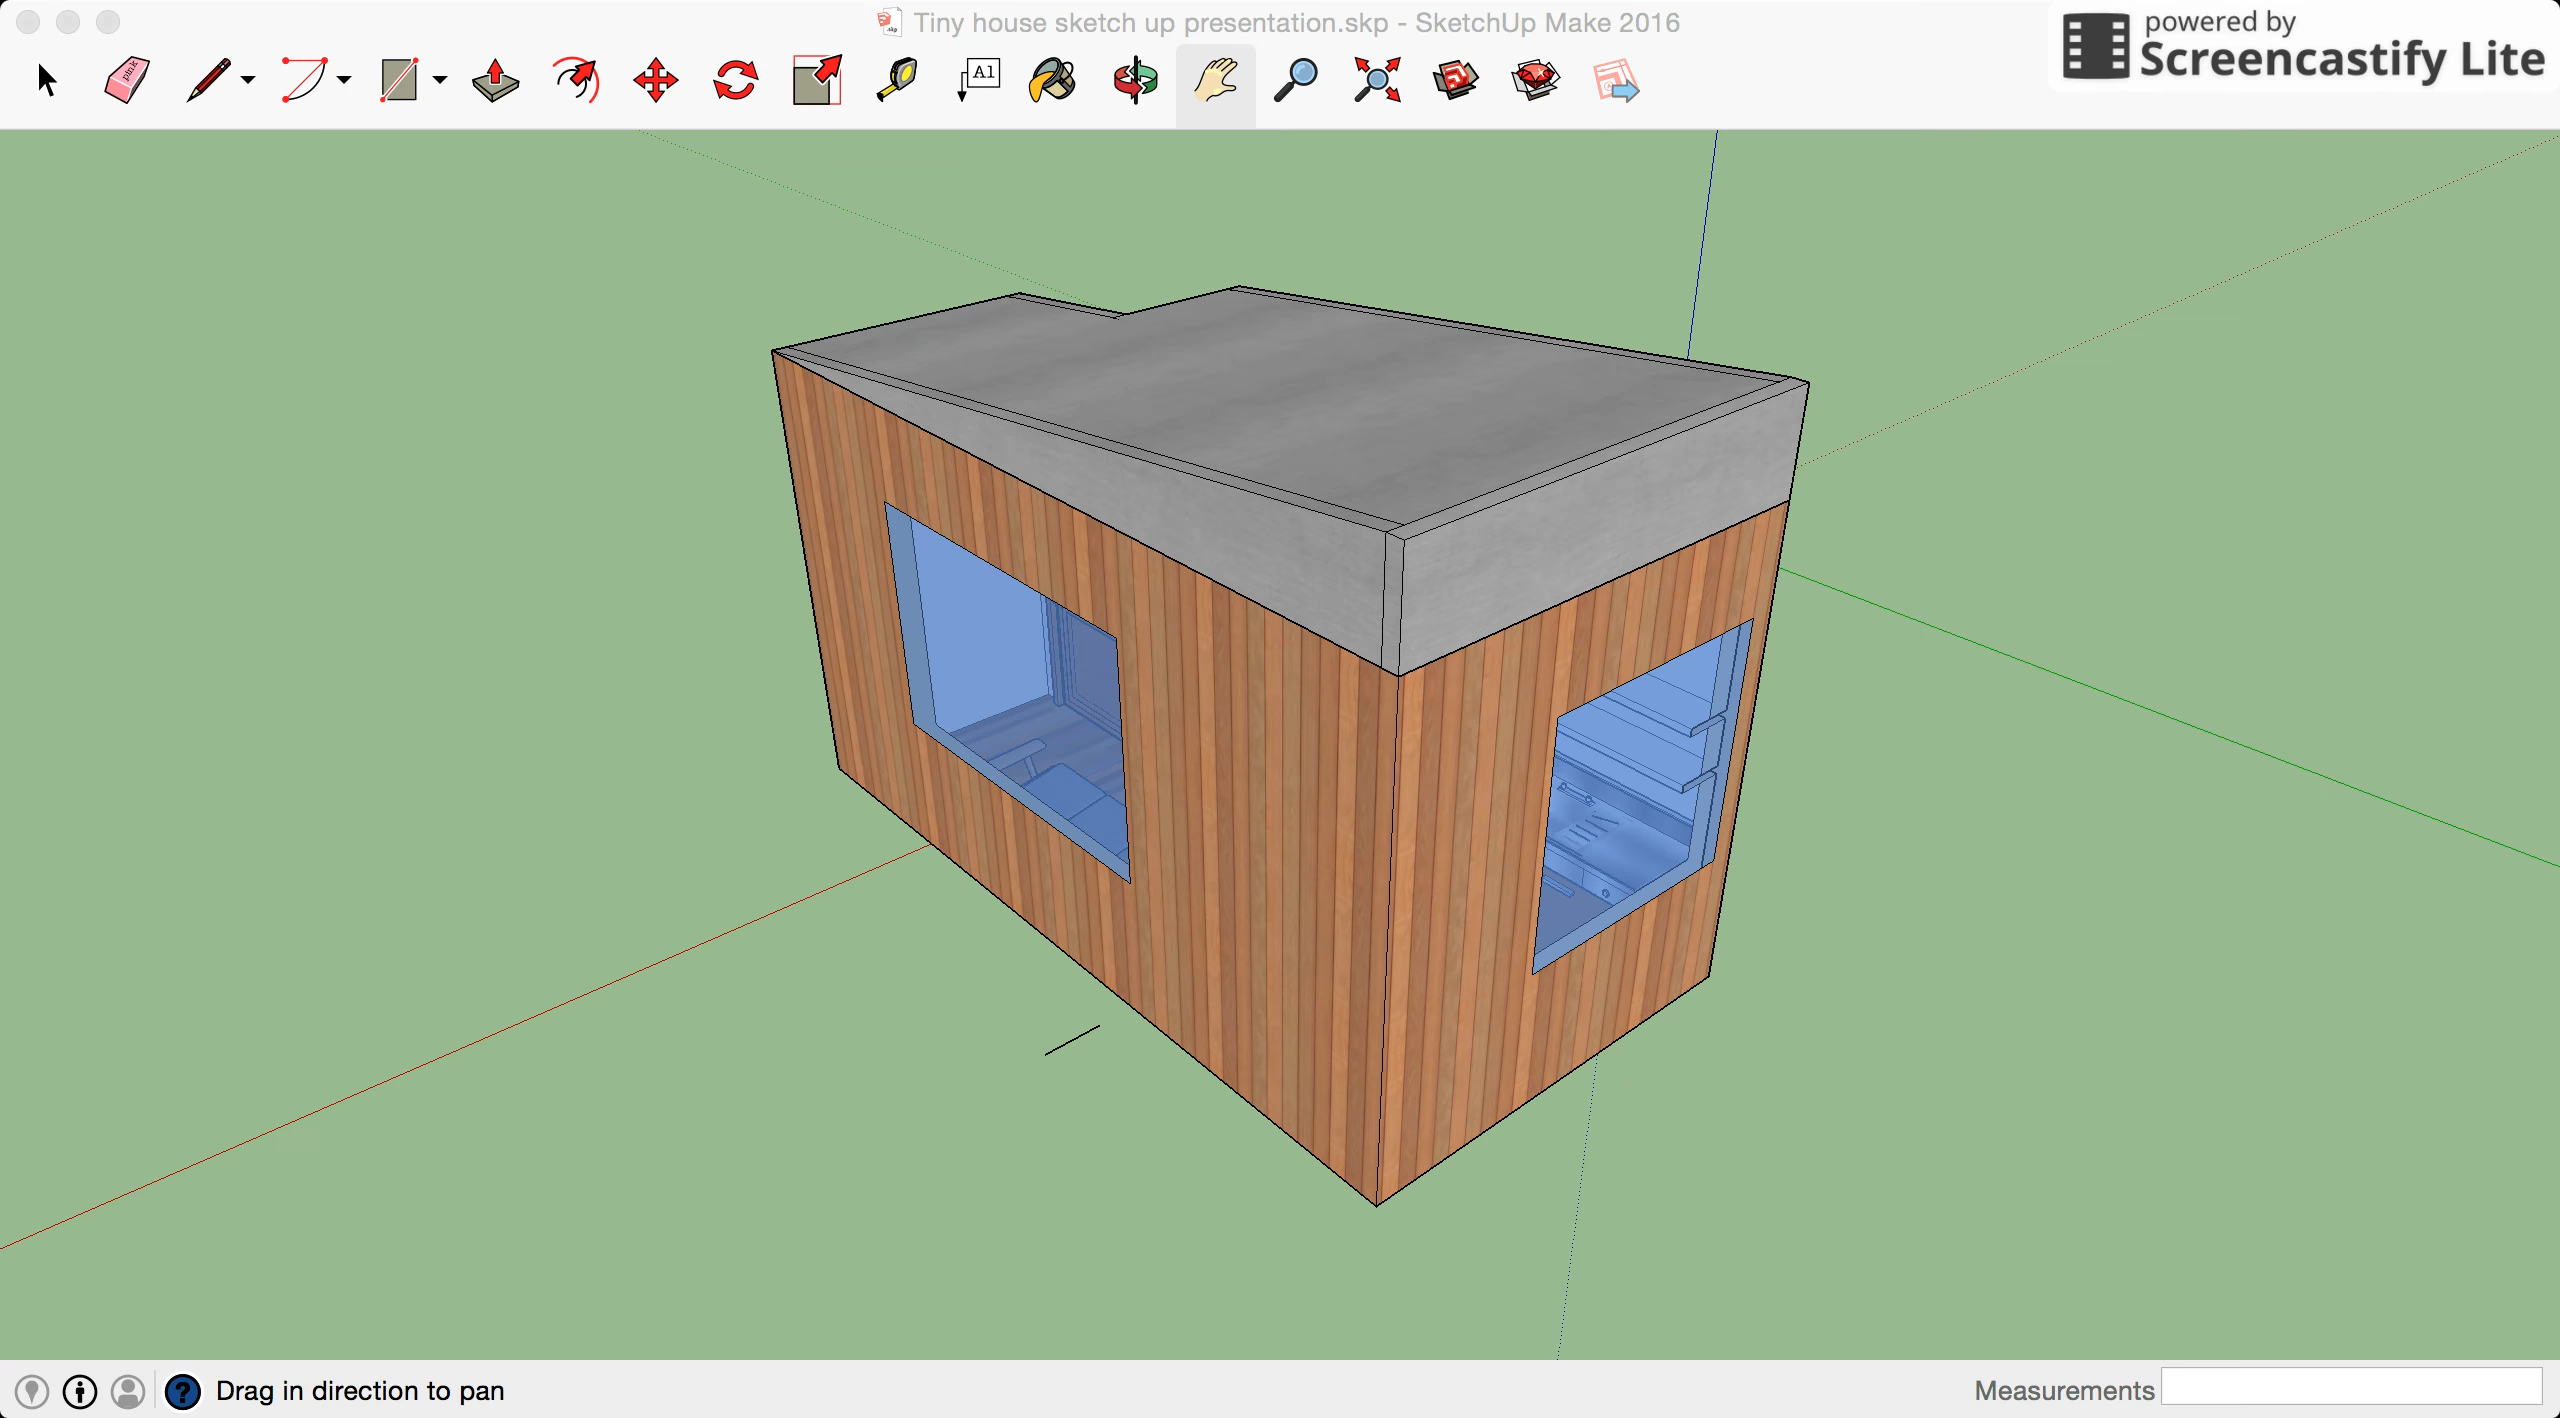 Tiny house sketch up presentation.skp - SketchUp Make 2016
powered by
Screencastify Lite
pink
A1
Drag in direction to pan
Measurements